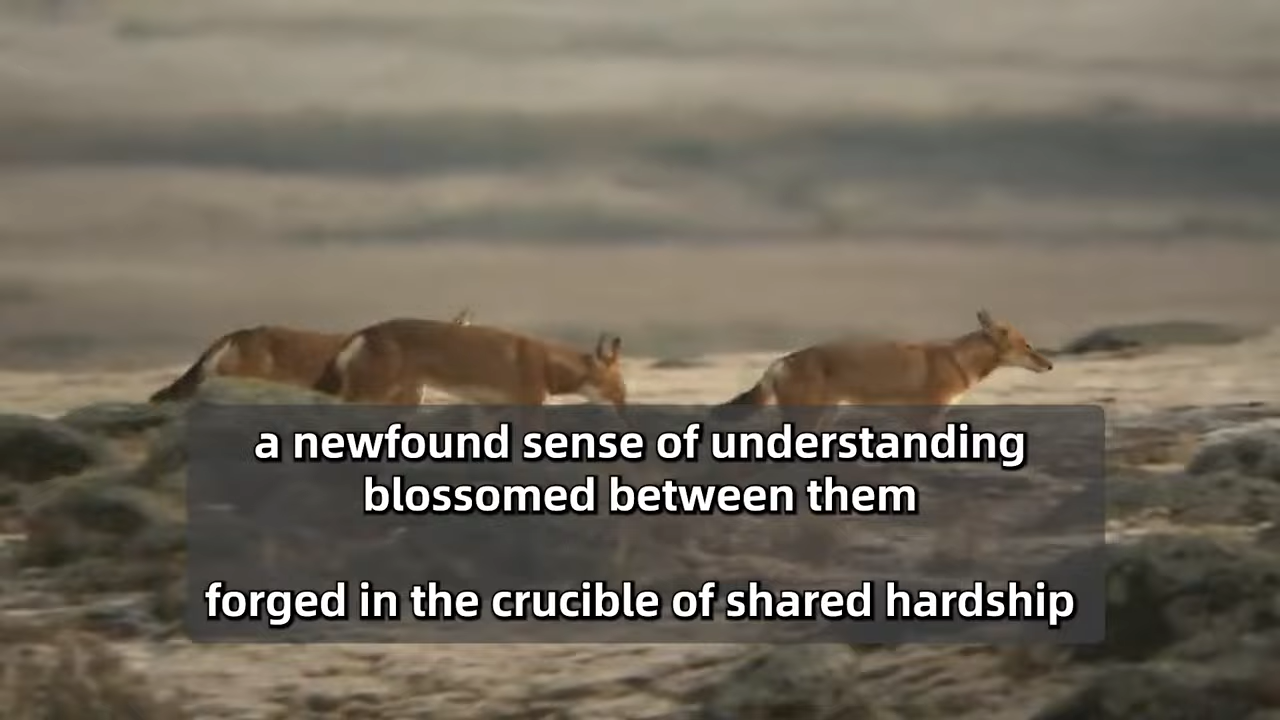 a newfound sense of understanding
blossomed between them
forged in the crucible of shared hardship